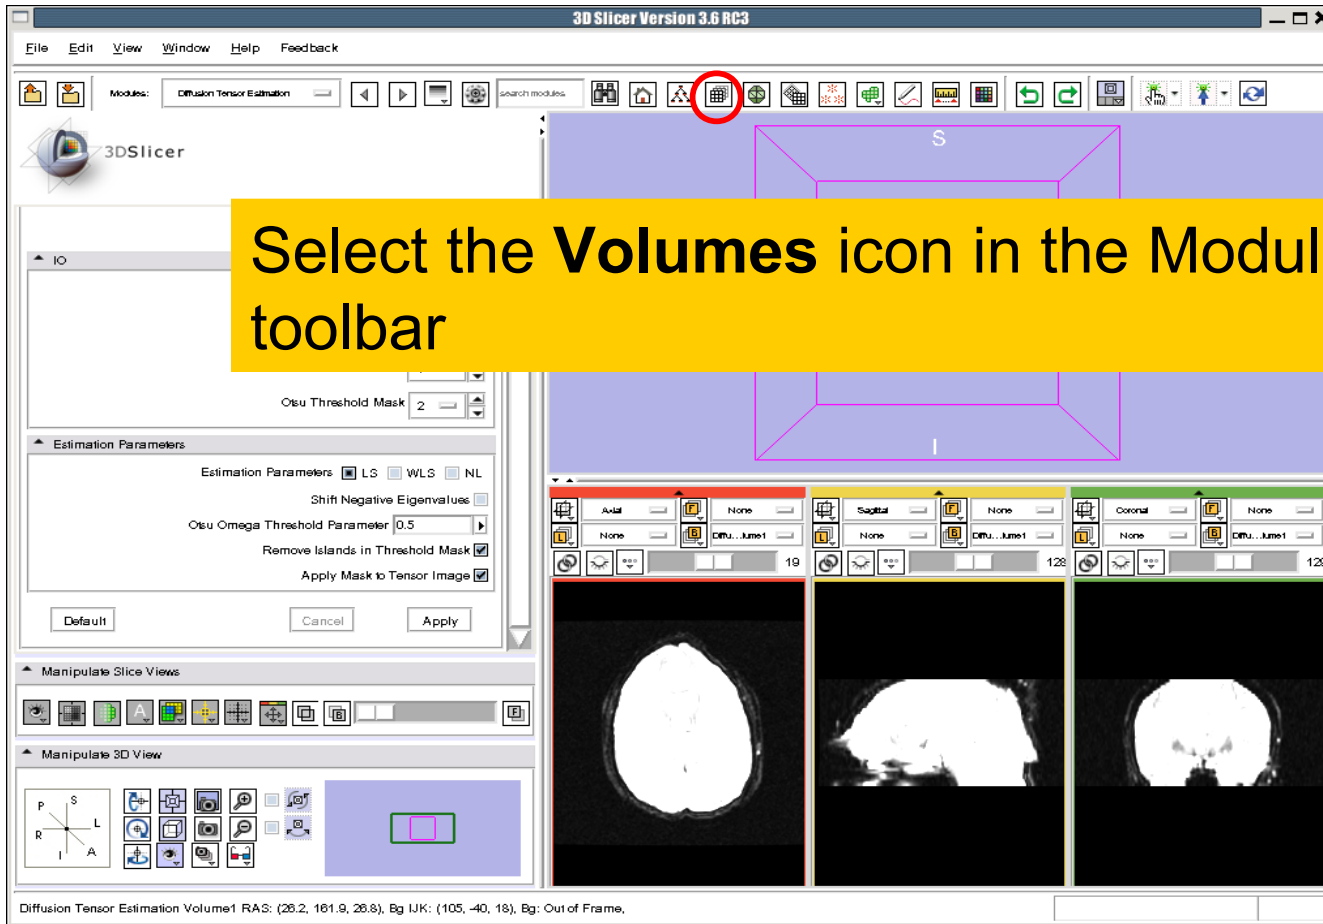 3D Slicer Version 3.6 RC3
File Edit View Window Help Feedback
Modules: Diffusion Tensor Estimation search modules
3DSlicer
S
Select the Volumes icon in the Modul
toolbar
IO
Otsu Threshold Mask 2
I
Estimation Parameters
Estimation Parameters LS WLS NL
Shift Negative Eigenvalues
Otsu Omega Threshold Parameter 0.5
Remove Islands in Threshold Mask
Apply Mask to Tensor Image
Default Cancel Apply
Axial F None Sagittal F None Coronal F None
L None B Diffu...lume1 L None B Diffu...lume1 L None B Diffu...lume1
19 128 128
Manipulate Slice Views
A B F
Manipulate 3D View
P S
R L
I A
Diffusion Tensor Estimation Volume1 RAS: (26.2, 161.9, 26.8), Bg IJK: (105, -40, 18), Bg: Out of Frame,